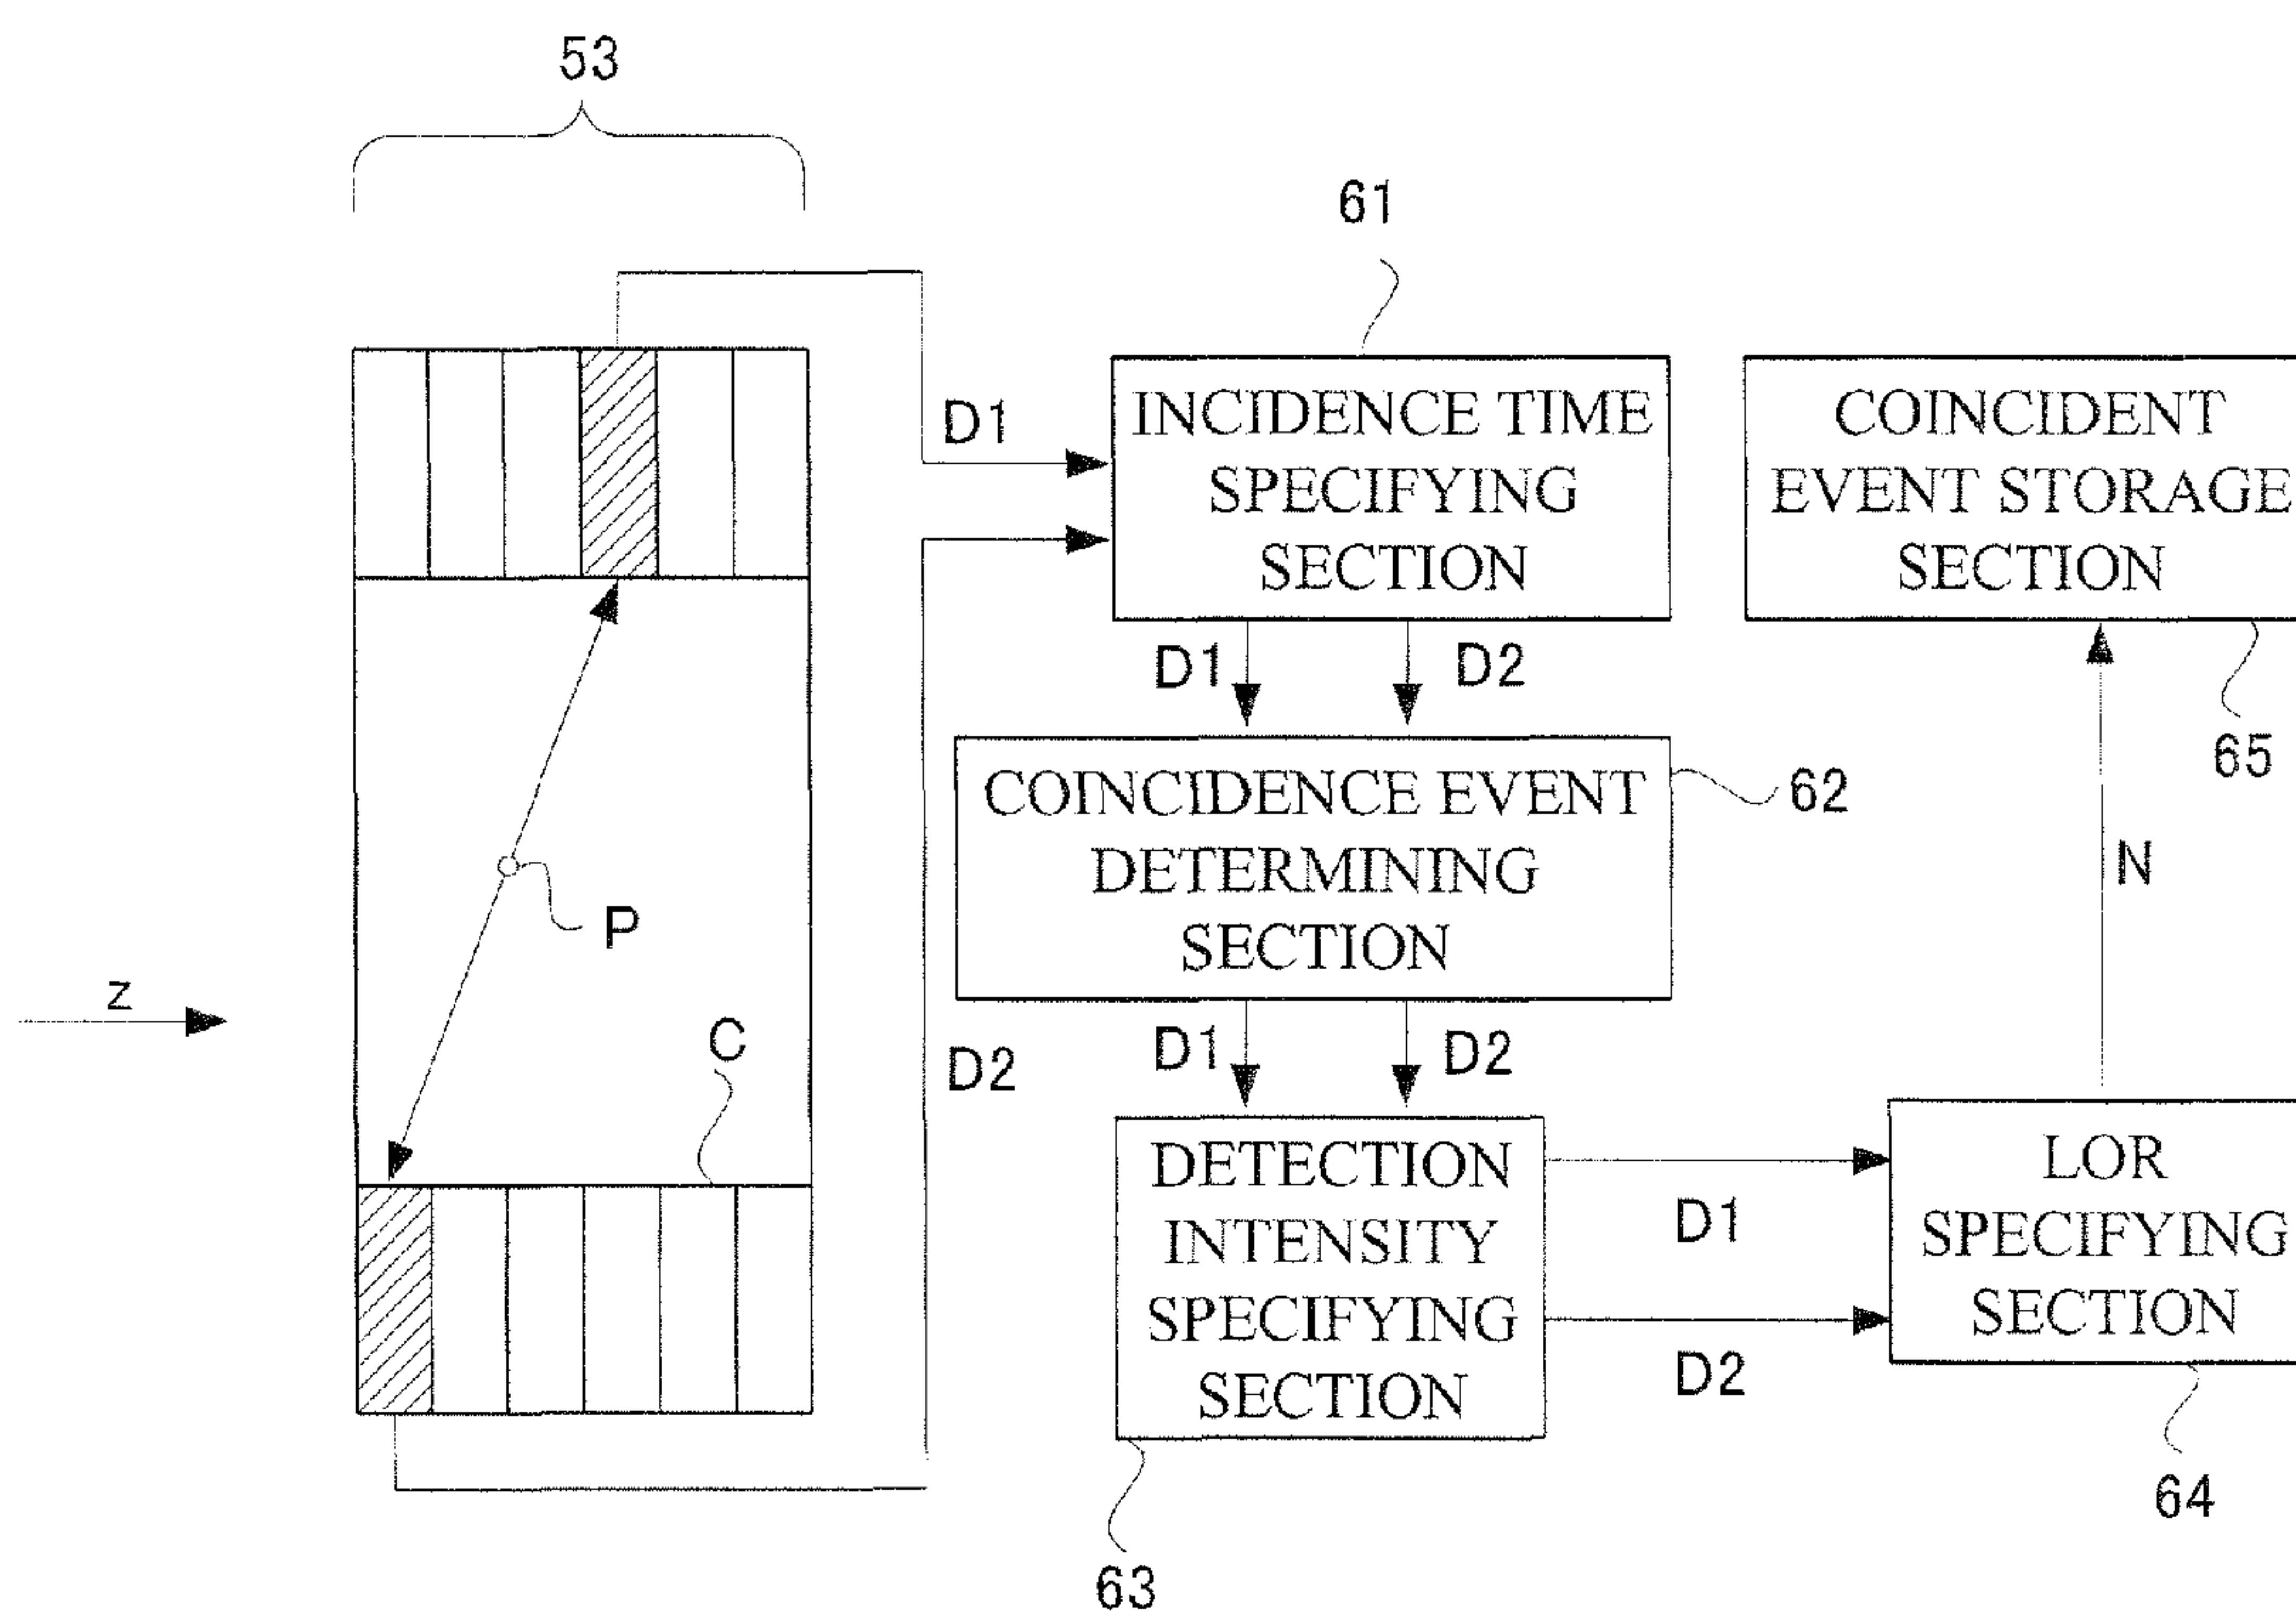 53
61
D1
INCIDENCE TIME
SPECIFYING
SECTION
COINCIDENT
EVENT STORAGE
SECTION
D1
D2
65
COINCIDENCE EVENT
DETERMINING
SECTION
62
N
P
z
C
D2
D1
D2
DETECTION
INTENSITY
SPECIFYING
SECTION
D1
D2
LOR
SPECIFYING
SECTION
64
63